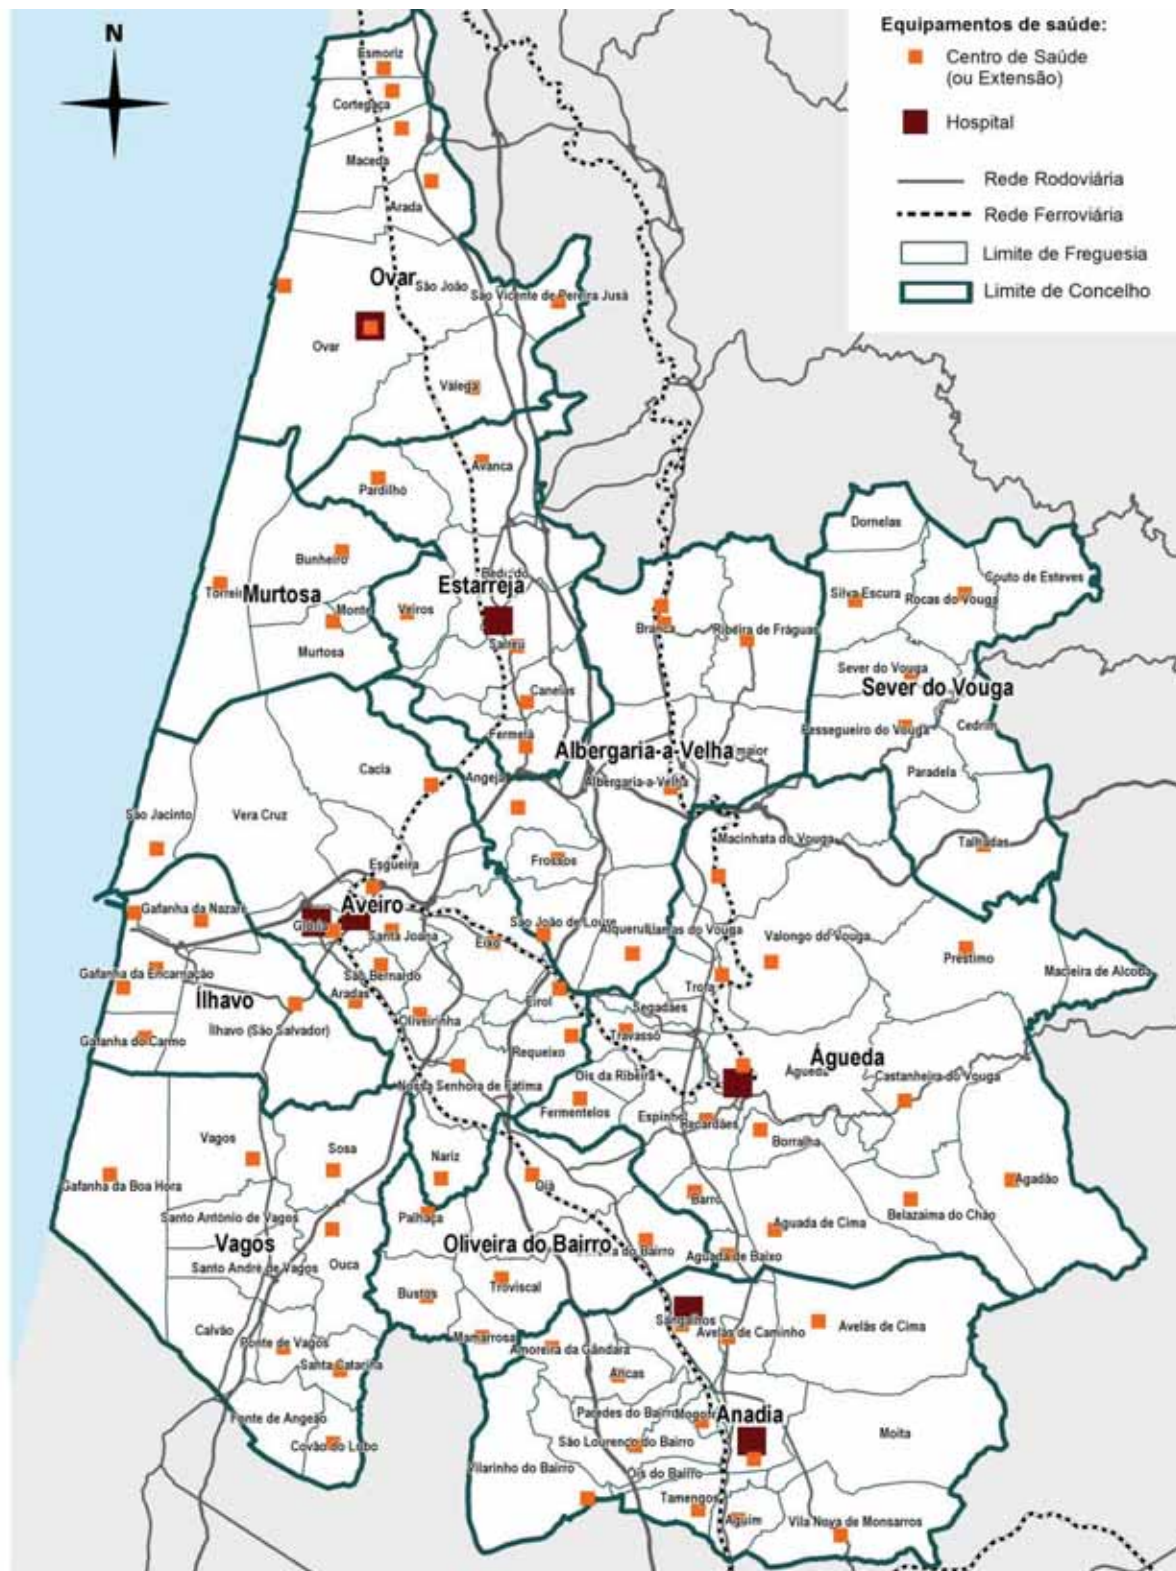 N
Equipamentos de saúde:
Centro de Saúde
(ou Extensão)
Hospital
Rede Rodoviária
Rede Ferroviária
Limite de Freguesia
Limite de Concelho
Esmoriz
Cortegaça
Maceda
Arada
Ovar
São João
São Vicente de Pereira Jusã
Ovar
Válega
Avanca
Pardilhó
Dornelas
Bunheiro
Estarreja
Murtosa
Couto de Esteves
Silva Escura
Rocas do Vouga
Veiros
Monte
Branca
Ribeira de Fráguas
Murtosa
Salreu
Sever do Vouga
Sever do Vouga
Canelas
Pessegueiro do Vouga
Cedrim
Fermelã
Albergaria-a-Velha
Cacia
Angeja
Albergaria-a-Velha
Paradela
São Jacinto
Vera Cruz
Macinhata do Vouga
Talhadas
Frossos
Esgueira
Aveiro
Gafanha da Nazaré
Glória
Santa Joana
Eixo
São João de Loure
Valongo do Vouga
Préstimo
Macieira de Alcoba
Gafanha da Encarnação
São Bernardo
Ílhavo
Aradas
Eirol
Trofa
Segadães
Ílhavo (São Salvador)
Oliveirinha
Travassô
Gafanha do Carmo
Requeixo
Águeda
Águeda
Castanheira do Vouga
Nossa Senhora de Fátima
Óis da Ribeira
Fermentelos
Espinhel
Recardães
Borralha
Vagos
Sosa
Nariz
Oiã
Agadão
Gafanha da Boa Hora
Barrô
Belazaima do Chão
Santo António de Vagos
Palhaça
Aguada de Cima
Vagos
Oliveira do Bairro
Aguada de Baixo
Santo André de Vagos
Ouca
Troviscal
Bustos
Calvão
Sangalhos
Avelãs de Caminho
Avelãs de Cima
Ponte de Vagos
Mamarrosa
Amoreira da Gândara
Santa Catarina
Ancas
Fonte de Angeão
Paredes do Bairro
Anadia
Moita
Covão do Lobo
São Lourenço do Bairro
Vilarinho do Bairro
Óis do Bairro
Tamengos
Aguim
Vila Nova de Monsarros